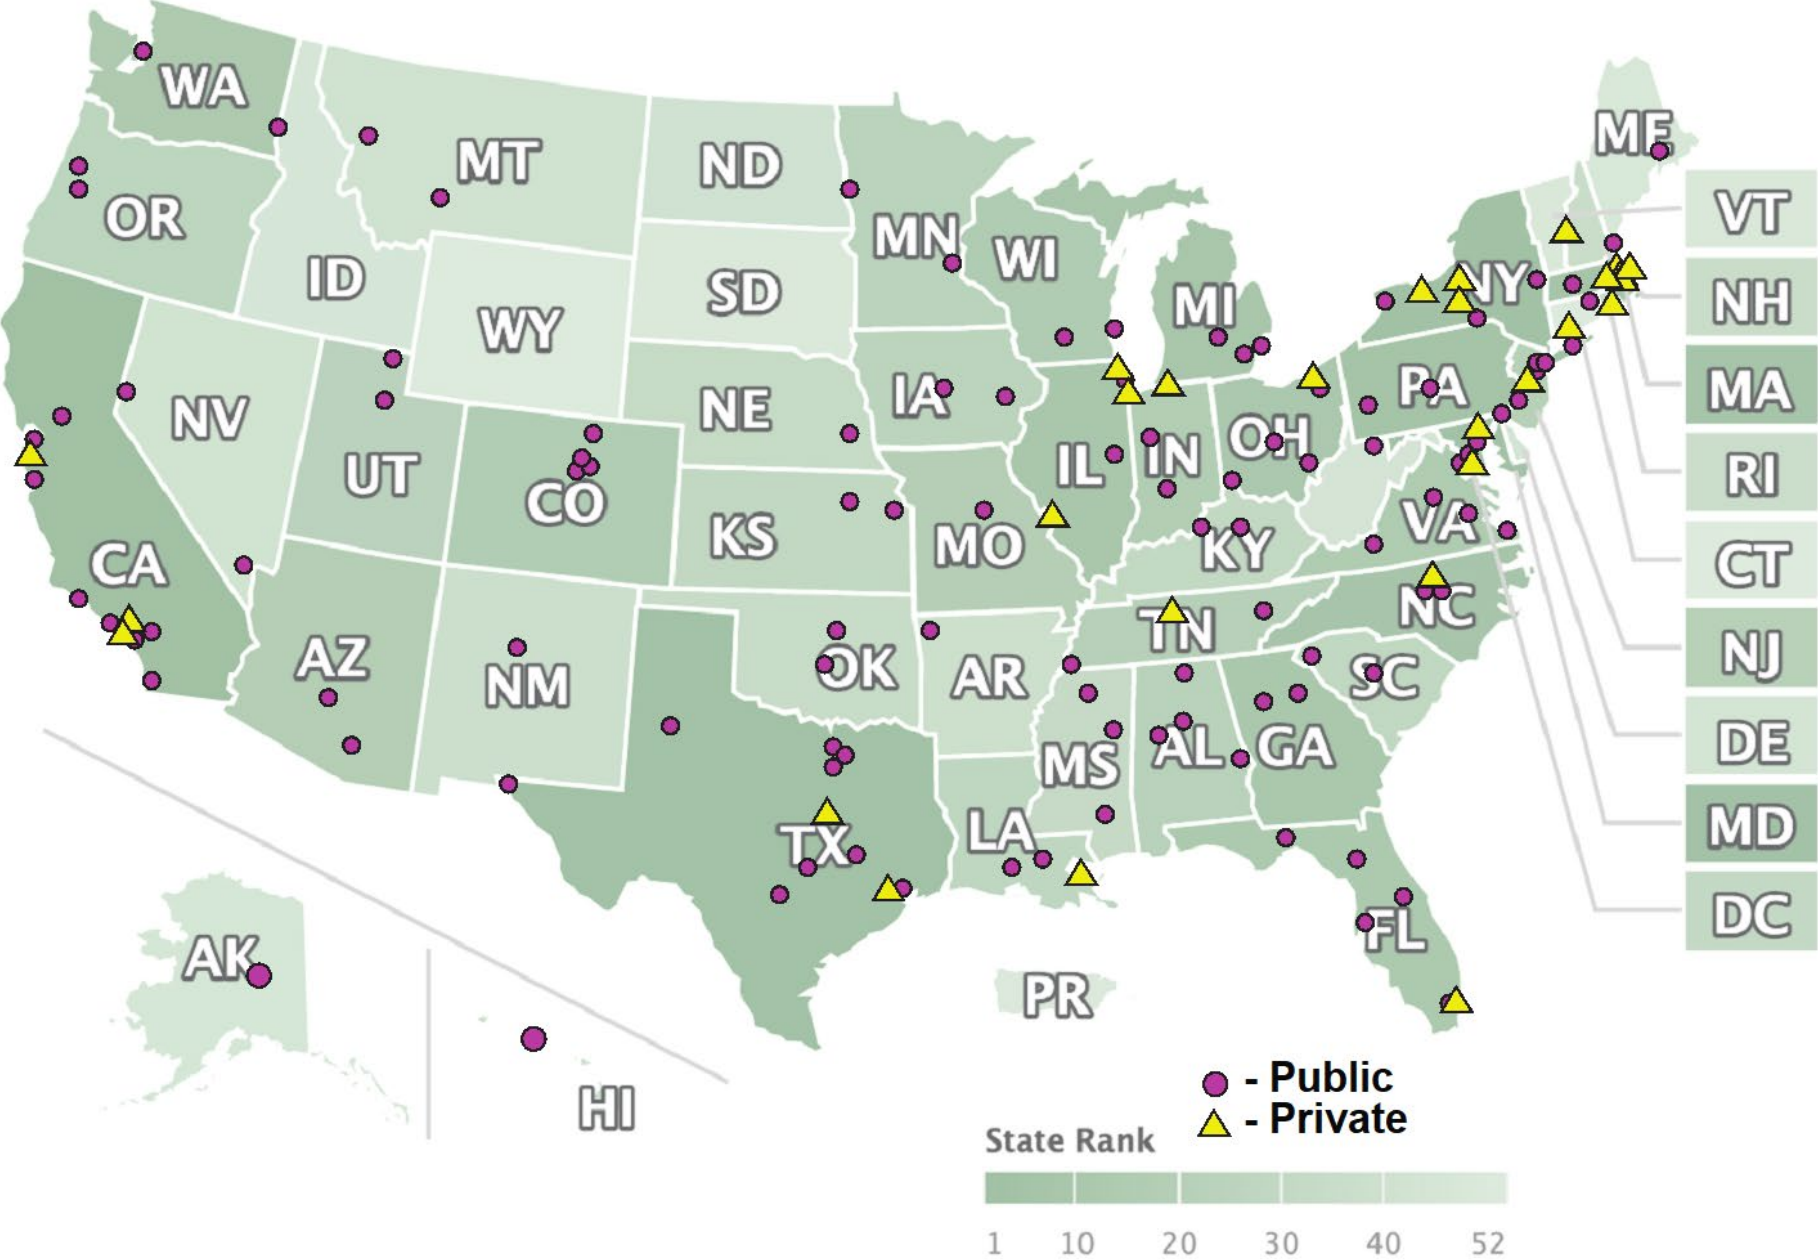 WA
MT
ND
ME
OR
ID
MN
WI
VT
SD
MI
NY
NH
WY
NV
UT
NE
IA
PA
MA
CO
IL
IN
OH
RI
CA
KS
MO
KY
VA
CT
AZ
NM
OK
AR
TN
NC
NJ
SC
TX
LA
MS
AL
GA
DE
MD
AK
FL
DC
HI
PR
- Public
- Private
State Rank
1 10 20 30 40 52